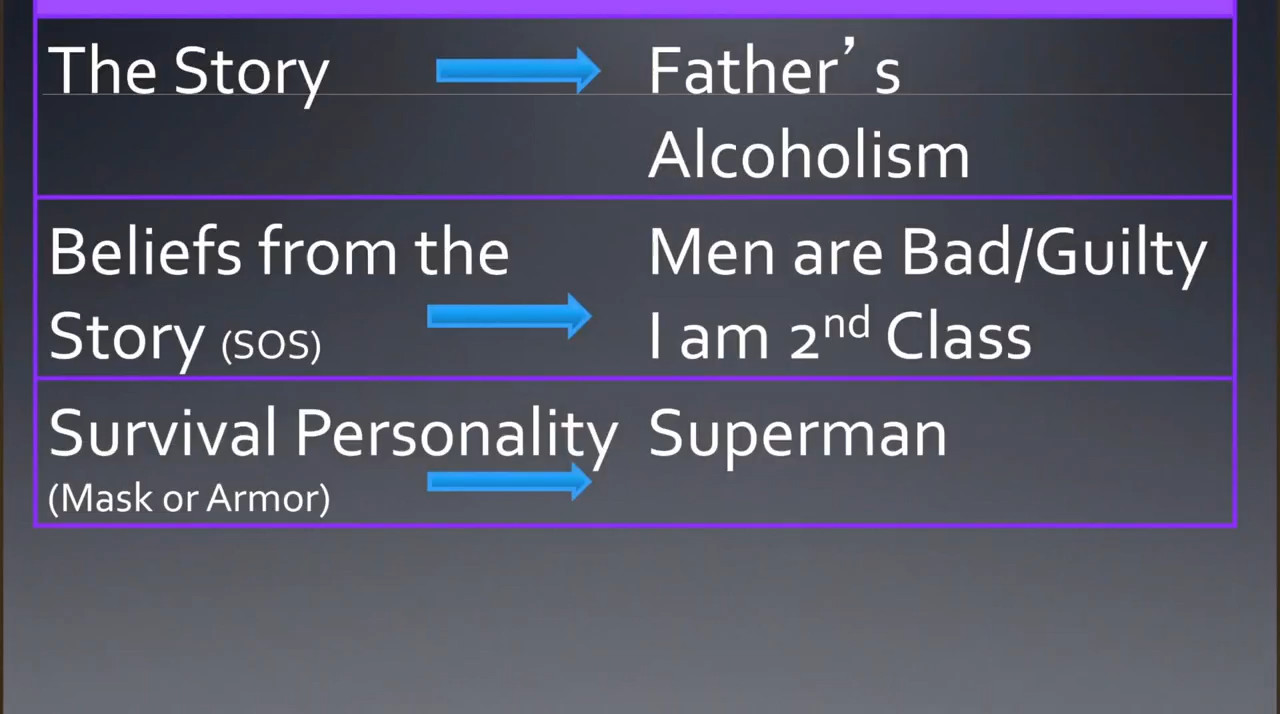 The Story
Father’s
Alcoholism
Beliefs from the
Story (SOS)
Men are Bad/Guilty
I am 2nd Class
Survival Personality
(Mask or Armor)
Superman